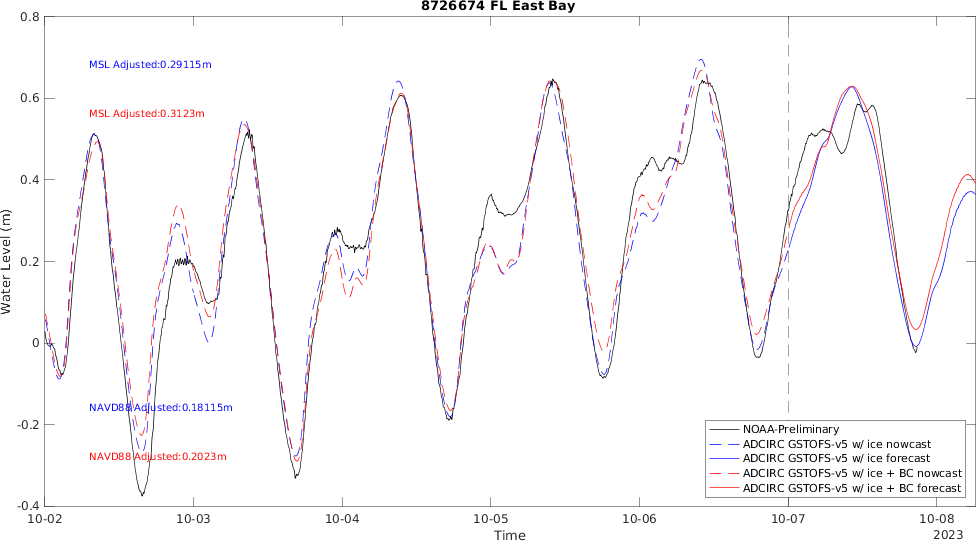 8726674 FL East Bay
0.8
0.6
0.4
0.2
0
-0.2
-0.4
Water Level (m)
MSL Adjusted:0.29115m
MSL Adjusted:0.3123m
NAVD88 Adjusted:0.18115m
NAVD88 Adjusted:0.2023m
NOAA-Preliminary
ADCIRC GSTOFS-v5 w/ ice nowcast
ADCIRC GSTOFS-v5 w/ ice forecast
ADCIRC GSTOFS-v5 w/ ice + BC nowcast
ADCIRC GSTOFS-v5 w/ ice + BC forecast
10-02 10-03 10-04 10-05 10-06 10-07 10-08
Time
2023